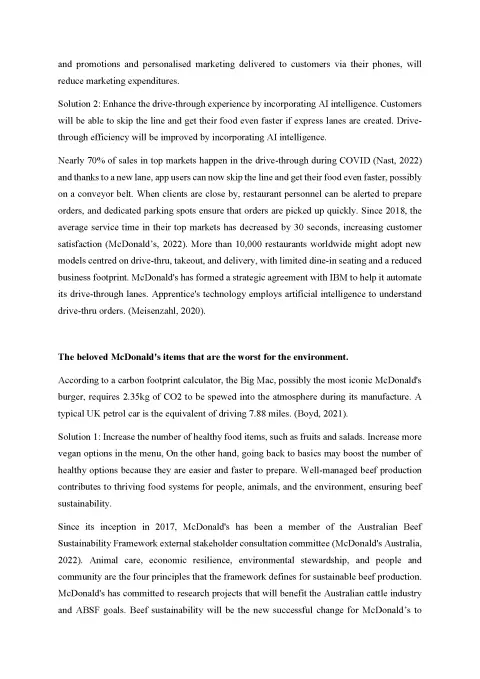 and promotions and personalised marketing delivered to customers via their phones, will
reduce marketing expenditures.
Solution 2: Enhance the drive-through experience by incorporating AI intelligence. Customers
will be able to skip the line and get their food even faster if express lanes are created. Drive-
through efficiency will be improved by incorporating AI intelligence.
Nearly 70% of sales in top markets happen in the drive-through during COVID (Nast, 2022)
and thanks to a new lane, app users can now skip the line and get their food even faster, possibly
on a conveyor belt. When clients are close by, restaurant personnel can be alerted to prepare
orders, and dedicated parking spots ensure that orders are picked up quickly. Since 2018, the
average service time in their top markets has decreased by 30 seconds, increasing customer
satisfaction (McDonald's, 2022). More than 10,000 restaurants worldwide might adopt new
models centred on drive-thru, takeout, and delivery, with limited dine-in seating and a reduced
business footprint. McDonald's has formed a strategic agreement with IBM to help it automate
its drive-through lanes. Apprentice's technology employs artificial intelligence to understand
drive-thru orders. (Meisenzahl, 2020).
The beloved McDonald's items that are the worst for the environment.
According to a carbon footprint calculator, the Big Mac, possibly the most iconic McDonald's
burger, requires 2.35kg of CO2 to be spewed into the atmosphere during its manufacture. A
typical UK petrol car is the equivalent of driving 7.88 miles. (Boyd, 2021).
Solution 1: Increase the number of healthy food items, such as fruits and salads. Increase more
vegan options in the menu, On the other hand, going back to basics may boost the number of
healthy options because they are easier and faster to prepare. Well-managed beef production
contributes to thriving food systems for people, animals, and the environment, ensuring beef
sustainability.
Since its inception in 2017, McDonald's has been a member of the Australian Beef
Sustainability Framework external stakeholder consultation committee (McDonald's Australia,
2022). Animal care, economic resilience, environmental stewardship, and people and
community are the four principles that the framework defines for sustainable beef production.
McDonald's has committed to research projects that will benefit the Australian cattle industry
and ABSF goals. Beef sustainability will be the new successful change for McDonald's to